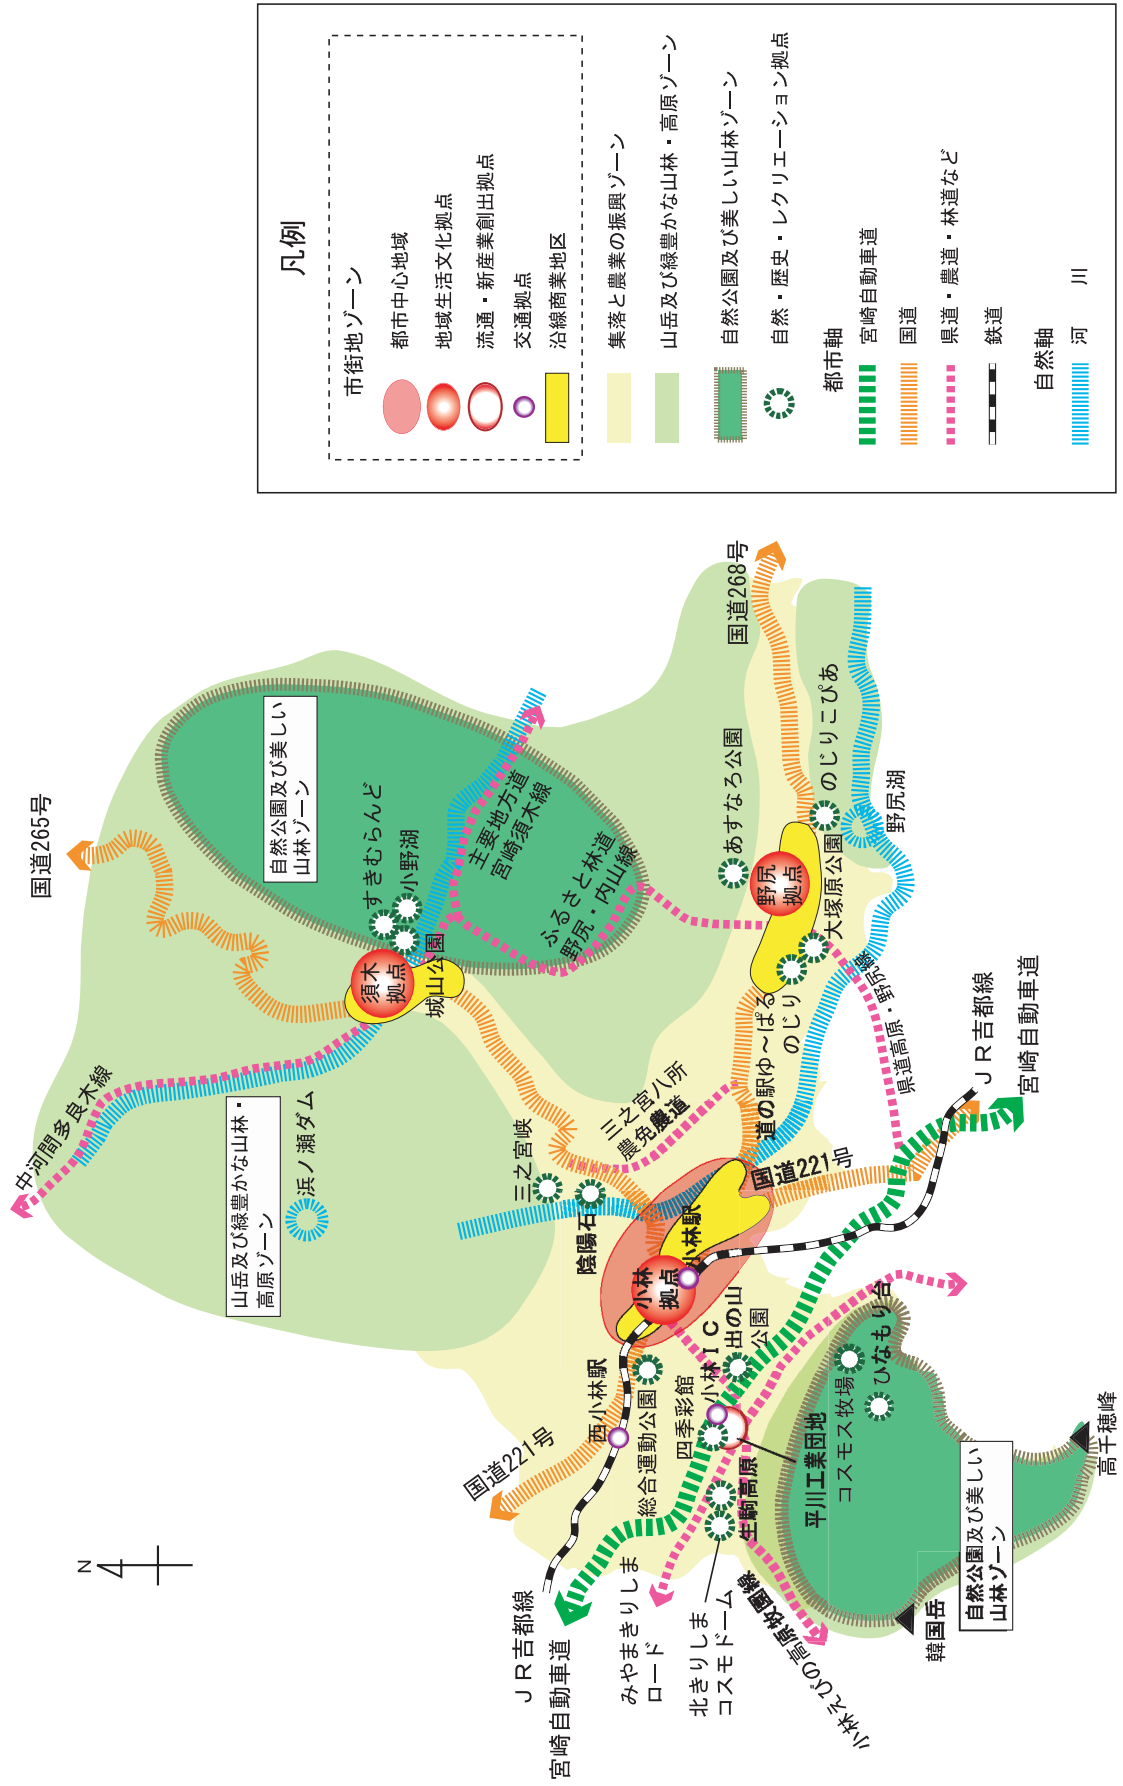 N
国道265号
中河間多良木線
山岳及び緑豊かな山林・
高原ゾーン
浜ノ瀬ダム
自然公園及び美しい
山林ゾーン
すきむらんど
小野湖
須木
拠点
城山公園
主要地方道
宮崎須木線
ふるさと林道
野尻・内山線
三之宮峡
陰陽石
三之宮八所
農免農道
国道268号
あすなろ公園
のじりこぴあ
野尻
拠点
大塚原公園
野尻湖
道の駅ゆ～ぱる
のじり
県道高原・野尻線
国道221号
ＪＲ吉都線
宮崎自動車道
小林
拠点
小林駅
西小林駅
国道221号
総合運動公園
四季彩館
小林ＩＣ
出の山
公園
生駒高原
平川工業団地
コスモス牧場
ひなもり台
高千穂峰
自然公園及び美しい
山林ゾーン
韓国岳
ＪＲ吉都線
宮崎自動車道
みやまきりしま
ロード
北きりしま
コスモドーム
小林えびの高原牧園線
凡例
市街地ゾーン
都市中心地域
地域生活文化拠点
流通・新産業創出拠点
交通拠点
沿線商業地区
集落と農業の振興ゾーン
山岳及び緑豊かな山林・高原ゾーン
自然公園及び美しい山林ゾーン
自然・歴史・レクリエーション拠点
都市軸
宮崎自動車道
国道
県道・農道・林道など
鉄道
自然軸
河　川